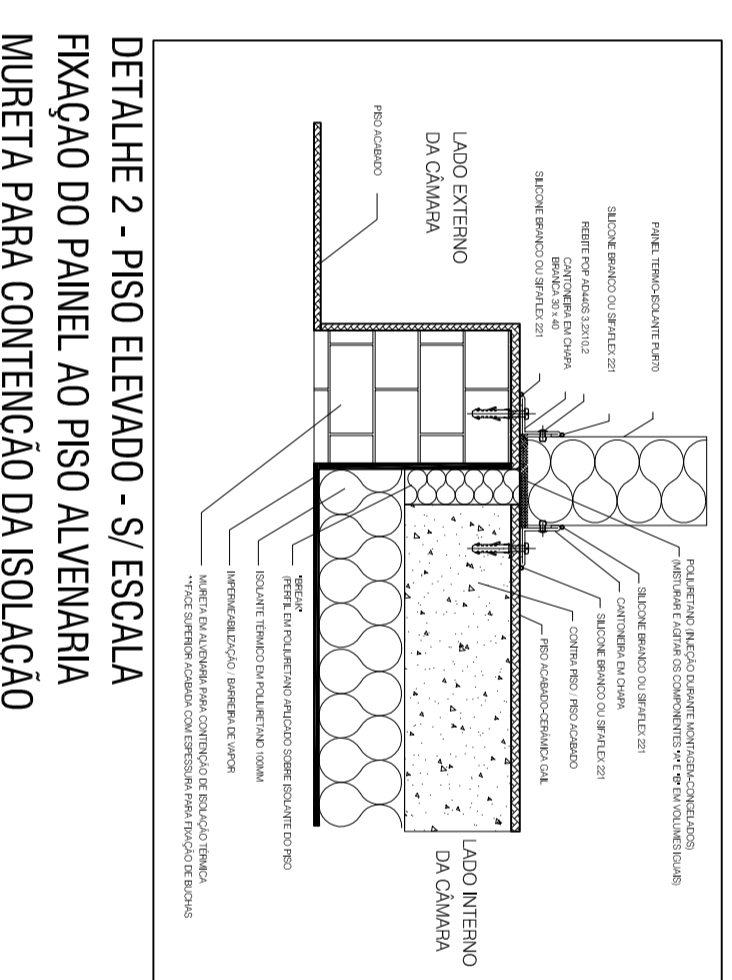 PAINEL TERMO-ISOLANTE PUR70
SILICONE BRANCO OU SIFAFLEX 221
REBITE POP AD440S 3,2X10,2
CANTONEIRA EM CHAPA
BRANCA 30 x 40
SILICONE BRANCO OU SIFAFLEX 221
LADO EXTERNO
DA CÂMARA
PISO ACABADO
POLIURETANO (INJEÇÃO DURANTE MONTAGEM-CONGELADOS)
(MISTURAR E AGITAR OS COMPONENTES "A" E "B" EM VOLUMES IGUAIS)
SILICONE BRANCO OU SIFAFLEX 221
CANTONEIRA EM CHAPA
SILICONE BRANCO OU SIFAFLEX 221
CONTRA PISO / PISO ACABADO
PISO ACABADO-CERÂMICA GAIL
LADO INTERNO
DA CÂMARA
"BREAK"
(PERFIL EM POLIURETANO APLICADO SOBRE ISOLANTE DO PISO
ISOLANTE TÉRMICO EM POLIURETANO 100MM
IMPERMEABILIZAÇÃO / BARREIRA DE VAPOR
MURETA EM ALVENARIA PARA CONTENÇÃO DE ISOLAÇÃO TÉRMICA
**FACE SUPERIOR ACABADA COM ESPESSURA PARA FIXAÇÃO DE BUCHAS
DETALHE 2 - PISO ELEVADO - S/ ESCALA
FIXAÇAO DO PAINEL AO PISO ALVENARIA
MURETA PARA CONTENÇÃO DA ISOLAÇÃO